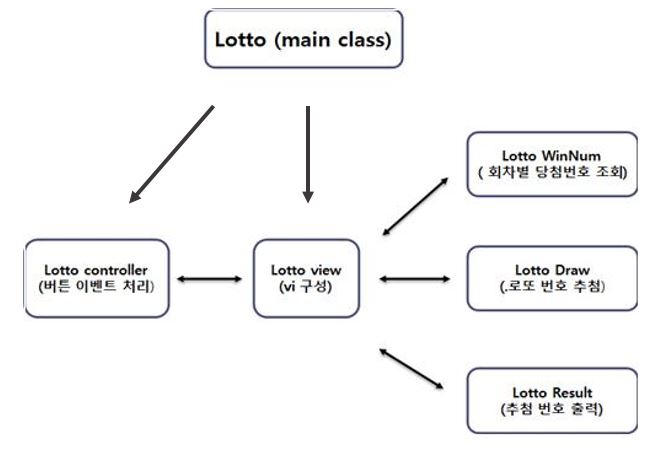 Lotto (main class)
Lotto WinNum
( 회차별 당첨번호 조회)
Lotto controller
(버튼 이벤트 처리)
Lotto view
(vi 구성)
Lotto Draw
(.로또 번호 추첨)
Lotto Result
(추첨 번호 출력)